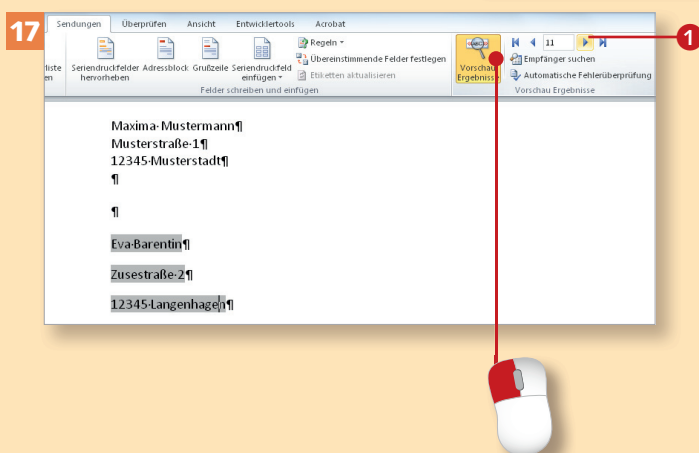 17
Sendungen Überprüfen Ansicht Entwicklertools Acrobat
liste Seriendruckfelder Adressblock Grußzeile Seriendruckfeld
en hervorheben einfügen
Regeln
Übereinstimmende Felder festlegen
Etiketten aktualisieren
Felder schreiben und einfügen
Vorschau
Ergebnisse
11
Empfänger suchen
Automatische Fehlerüberprüfung
Vorschau Ergebnisse
1
Maxima·Mustermann¶
Musterstraße·1¶
12345·Musterstadt¶
¶
¶
Eva·Barentin¶
Zusestraße·2¶
12345·Langenhagen¶